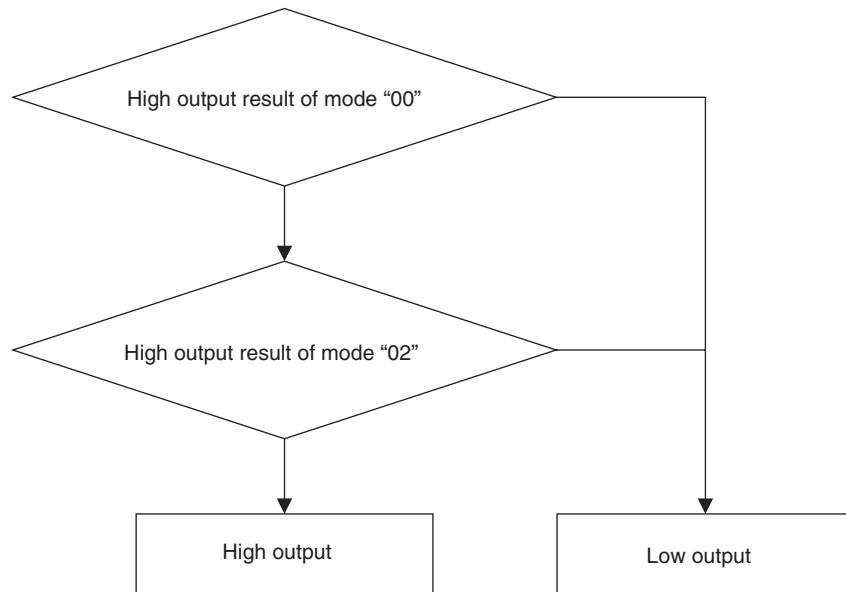 High output result of mode “00”
High output result of mode “02”
High output
Low output